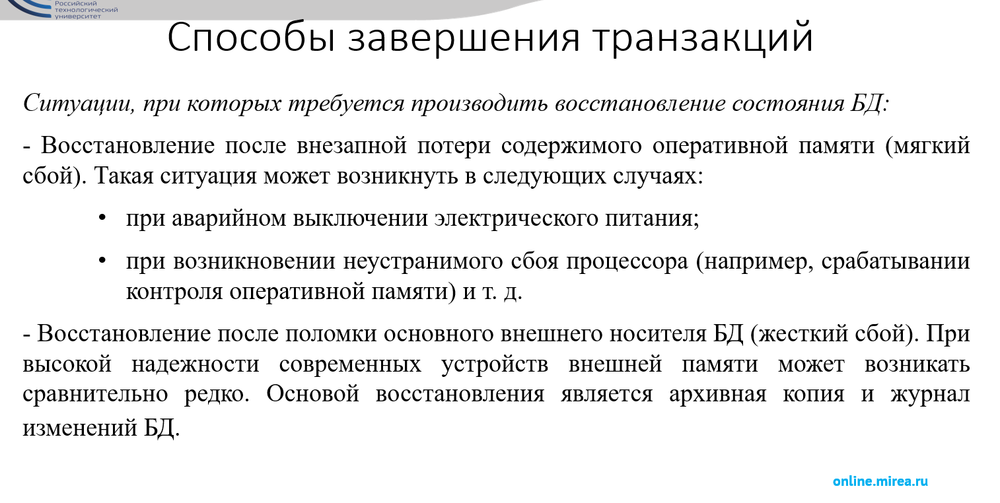 Российский
технологический
университет
Способы завершения транзакций
Ситуации, при которых требуется производить восстановление состояния БД:
- Восстановление после внезапной потери содержимого оперативной памяти (мягкий
сбой). Такая ситуация может возникнуть в следующих случаях:
• при аварийном выключении электрического питания;
• при возникновении неустранимого сбоя процессора (например, срабатывании
контроля оперативной памяти) и т. д.
- Восстановление после поломки основного внешнего носителя БД (жесткий сбой). При
высокой надежности современных устройств внешней памяти может возникать
сравнительно редко. Основой восстановления является архивная копия и журнал
изменений БД.
online.mirea.ru